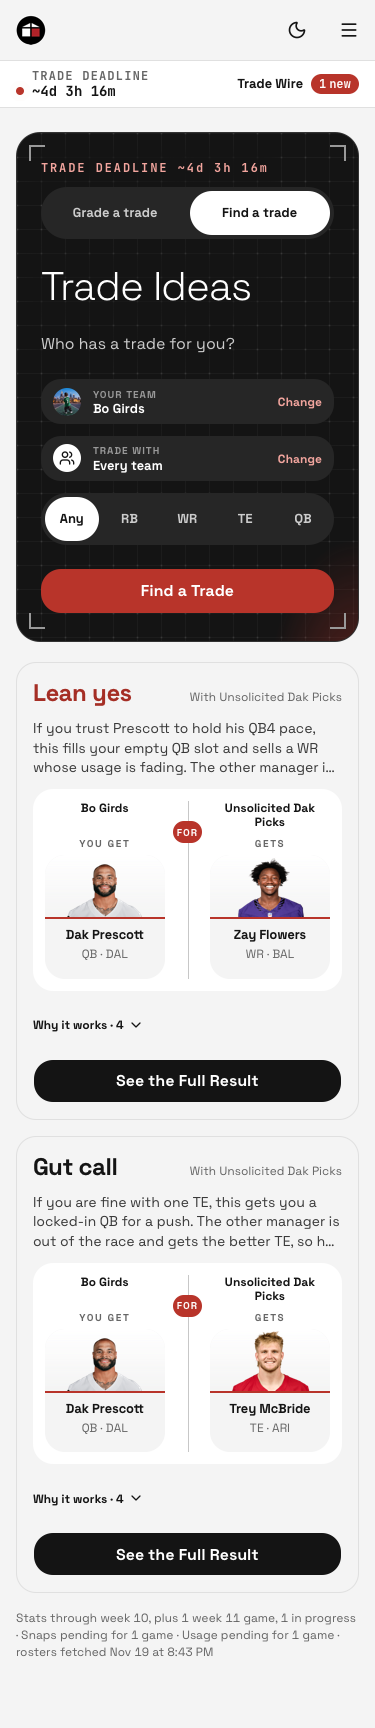 TRADE DEADLINE
~4d 3h 16m
Trade Wire
1 new
TRADE DEADLINE ~4d 3h 16m
Grade a trade
Find a trade
Trade Ideas
Who has a trade for you?
YOUR TEAM
Bo Girds
Change
TRADE WITH
Every team
Change
Any
RB
WR
TE
QB
Find a Trade
Lean yes
With Unsolicited Dak Picks
If you trust Prescott to hold his QB4 pace,
this fills your empty QB slot and sells a WR
whose usage is fading. The other manager i…
Bo Girds
FOR
Unsolicited Dak
Picks
YOU GET
GETS
Dak Prescott
QB · DAL
Zay Flowers
WR · BAL
Why it works · 4
See the Full Result
Gut call
With Unsolicited Dak Picks
If you are fine with one TE, this gets you a
locked-in QB for a push. The other manager is
out of the race and gets the better TE, so h…
Bo Girds
FOR
Unsolicited Dak
Picks
YOU GET
GETS
Dak Prescott
QB · DAL
Trey McBride
TE · ARI
Why it works · 4
See the Full Result
Stats through week 10, plus 1 week 11 game, 1 in progress
· Snaps pending for 1 game · Usage pending for 1 game ·
rosters fetched Nov 19 at 8:43 PM